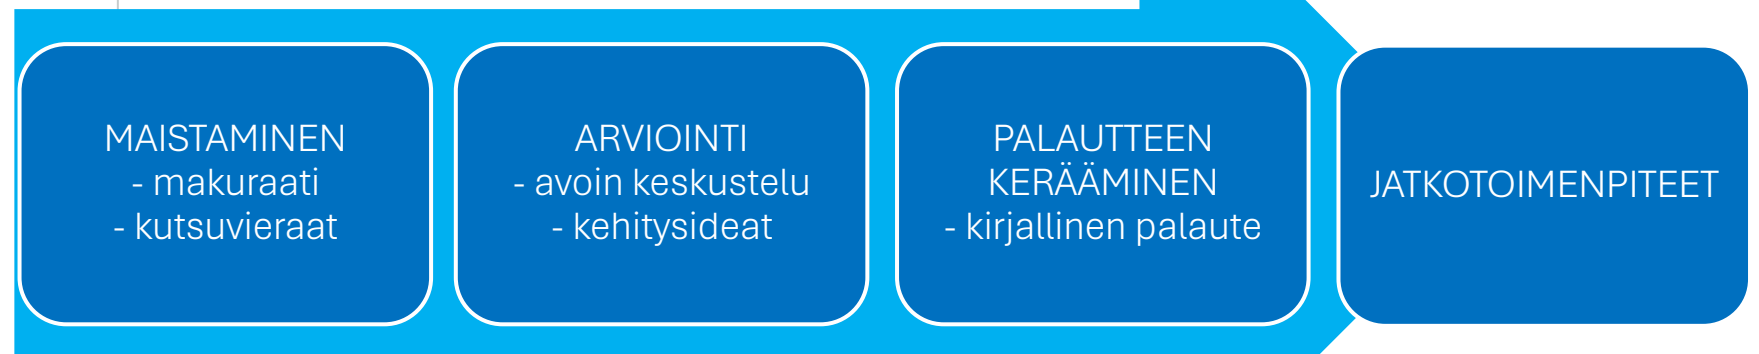 MAISTAMINEN
- makuraati
- kutsuvieraat
ARVIOINTI
- avoin keskustelu
- kehitysideat
PALAUTTEEN
KERÄÄMINEN
- kirjallinen palaute
JATKOTOIMENPITEET